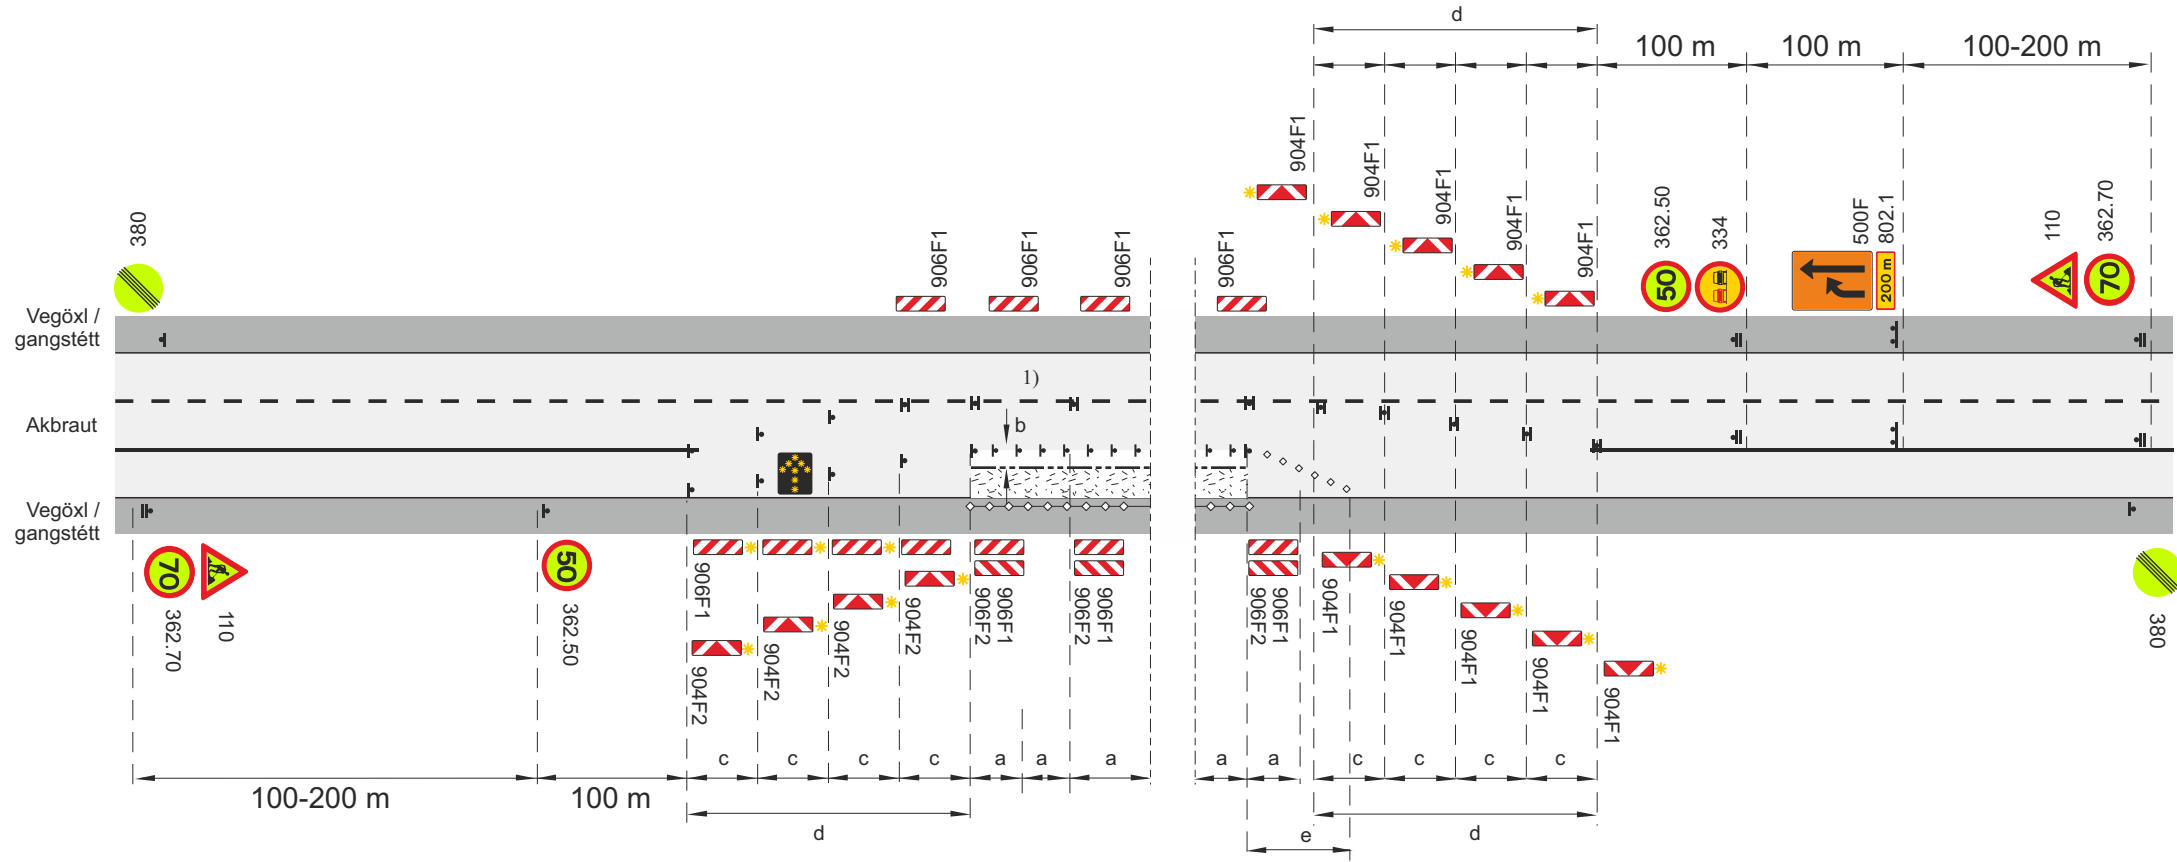 d
100 m
100 m
100-200 m
904F1
904F1
904F1
904F1
904F1
362.50
334
500F
802.1
110
362.70
380
906F1
906F1
906F1
906F1
50
200 m
70
Vegöxl /
gangstétt
1)
b
Akbraut
Vegöxl /
gangstétt
70
362.70
110
50
362.50
906F1
904F2
904F2
904F2
904F2
906F2
906F1
906F2
906F1
906F2
906F1
904F1
904F1
904F1
904F1
904F1
380
c
c
c
c
a
a
a
a
a
c
c
c
c
100-200 m
100 m
d
e
d